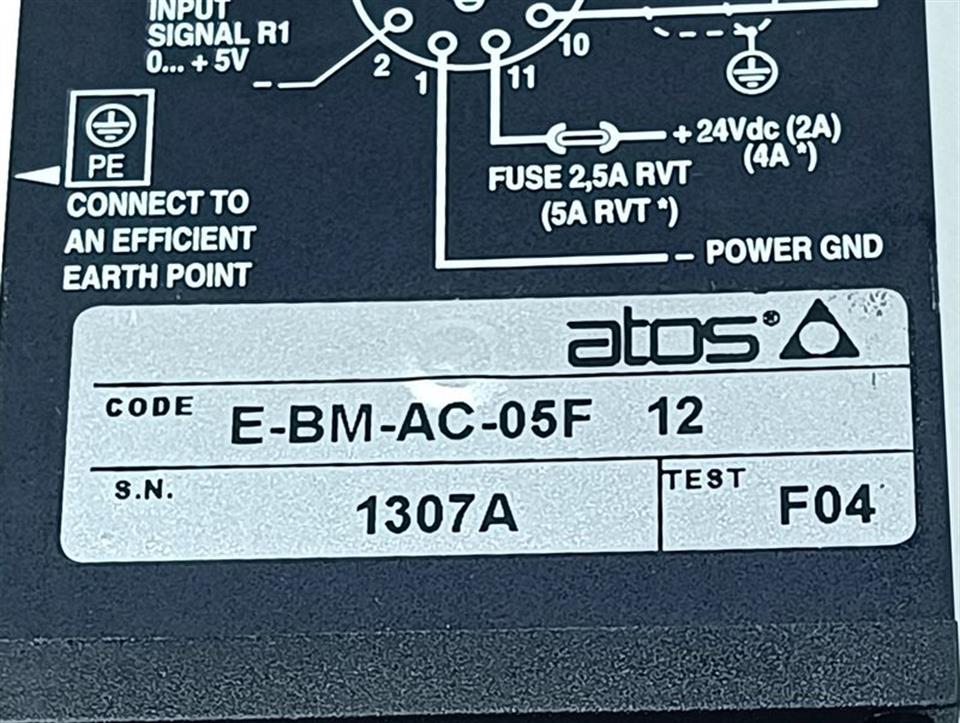 INPUT
SIGNAL R1
0... + 5V
2
1
11
10
+ 24Vdc (2A)
(4A *)
FUSE 2,5A RVT
(5A RVT *)
– POWER GND
PE
CONNECT TO
AN EFFICIENT
EARTH POINT
atos®
CODE E-BM-AC-05F 12
S.N. 1307A
TEST F04